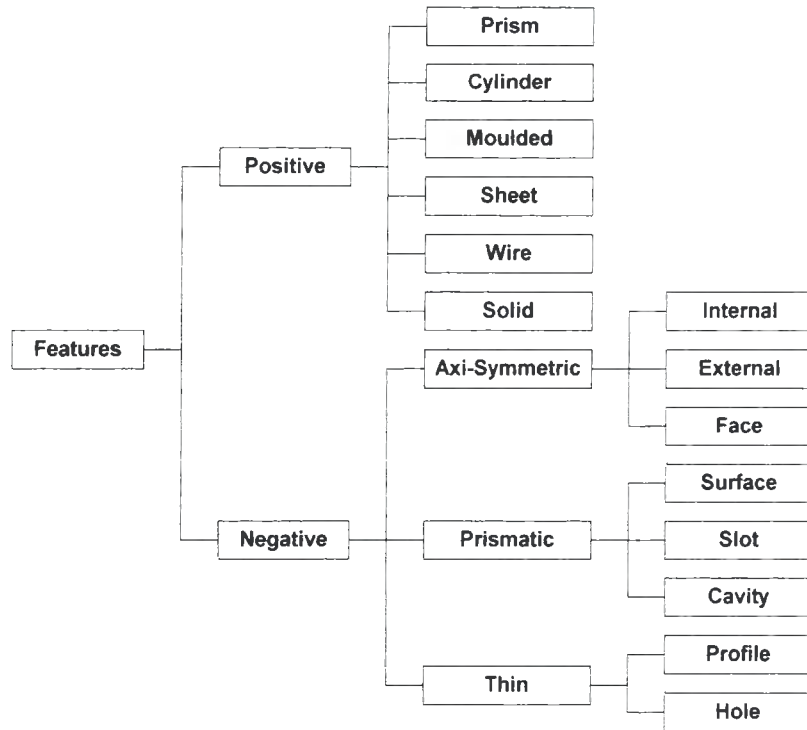 Prism
Cylinder
Moulded
Positive
Sheet
Wire
Solid
Internal
Features
Axi-Symmetric
External
Face
Surface
Negative
Prismatic
Slot
Cavity
Profile
Thin
Hole